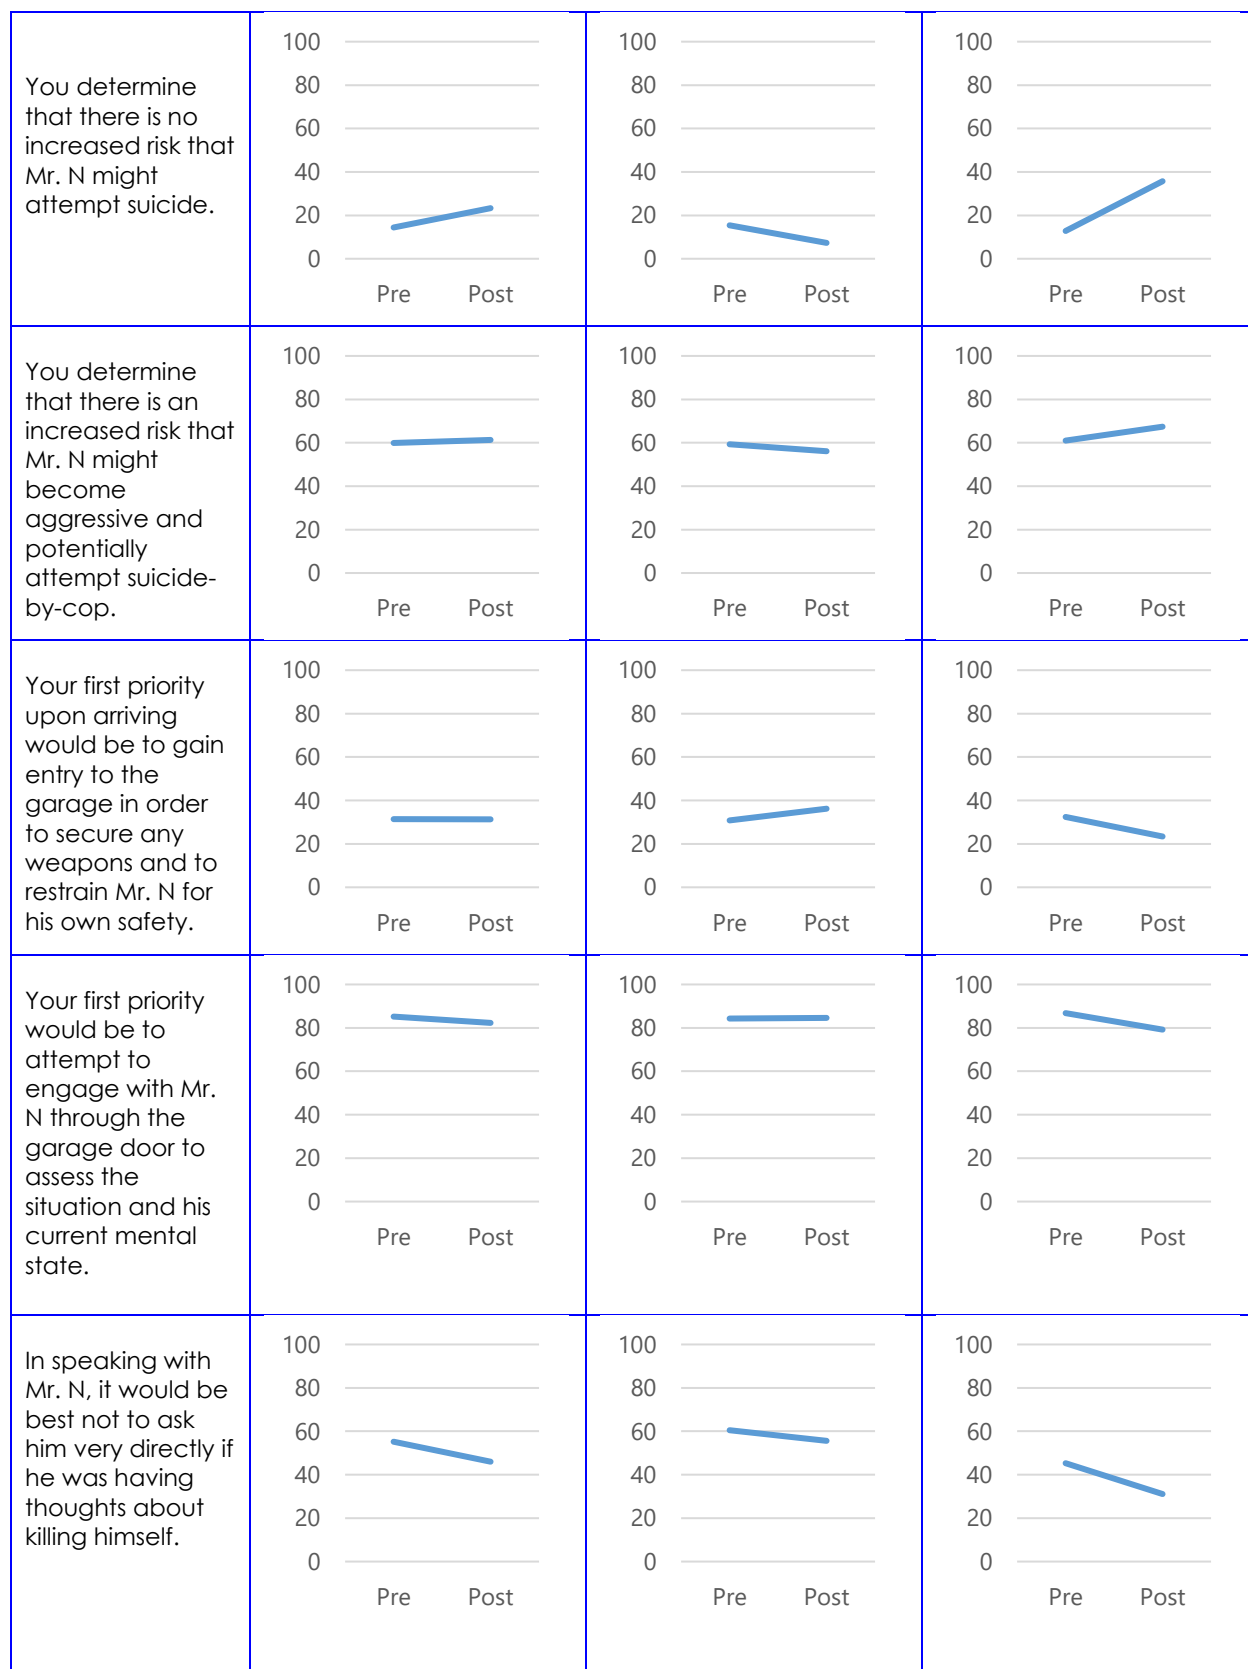 You determine
that there is no
increased risk that
Mr. N might
attempt suicide.
100
80
60
40
20
0
Pre Post
100
80
60
40
20
0
Pre Post
100
80
60
40
20
0
Pre Post
You determine
that there is an
increased risk that
Mr. N might
become
aggressive and
potentially
attempt suicide-
by-cop.
100
80
60
40
20
0
Pre Post
100
80
60
40
20
0
Pre Post
100
80
60
40
20
0
Pre Post
Your first priority
upon arriving
would be to gain
entry to the
garage in order
to secure any
weapons and to
restrain Mr. N for
his own safety.
100
80
60
40
20
0
Pre Post
100
80
60
40
20
0
Pre Post
100
80
60
40
20
0
Pre Post
Your first priority
would be to
attempt to
engage with Mr.
N through the
garage door to
assess the
situation and his
current mental
state.
100
80
60
40
20
0
Pre Post
100
80
60
40
20
0
Pre Post
100
80
60
40
20
0
Pre Post
In speaking with
Mr. N, it would be
best not to ask
him very directly if
he was having
thoughts about
killing himself.
100
80
60
40
20
0
Pre Post
100
80
60
40
20
0
Pre Post
100
80
60
40
20
0
Pre Post